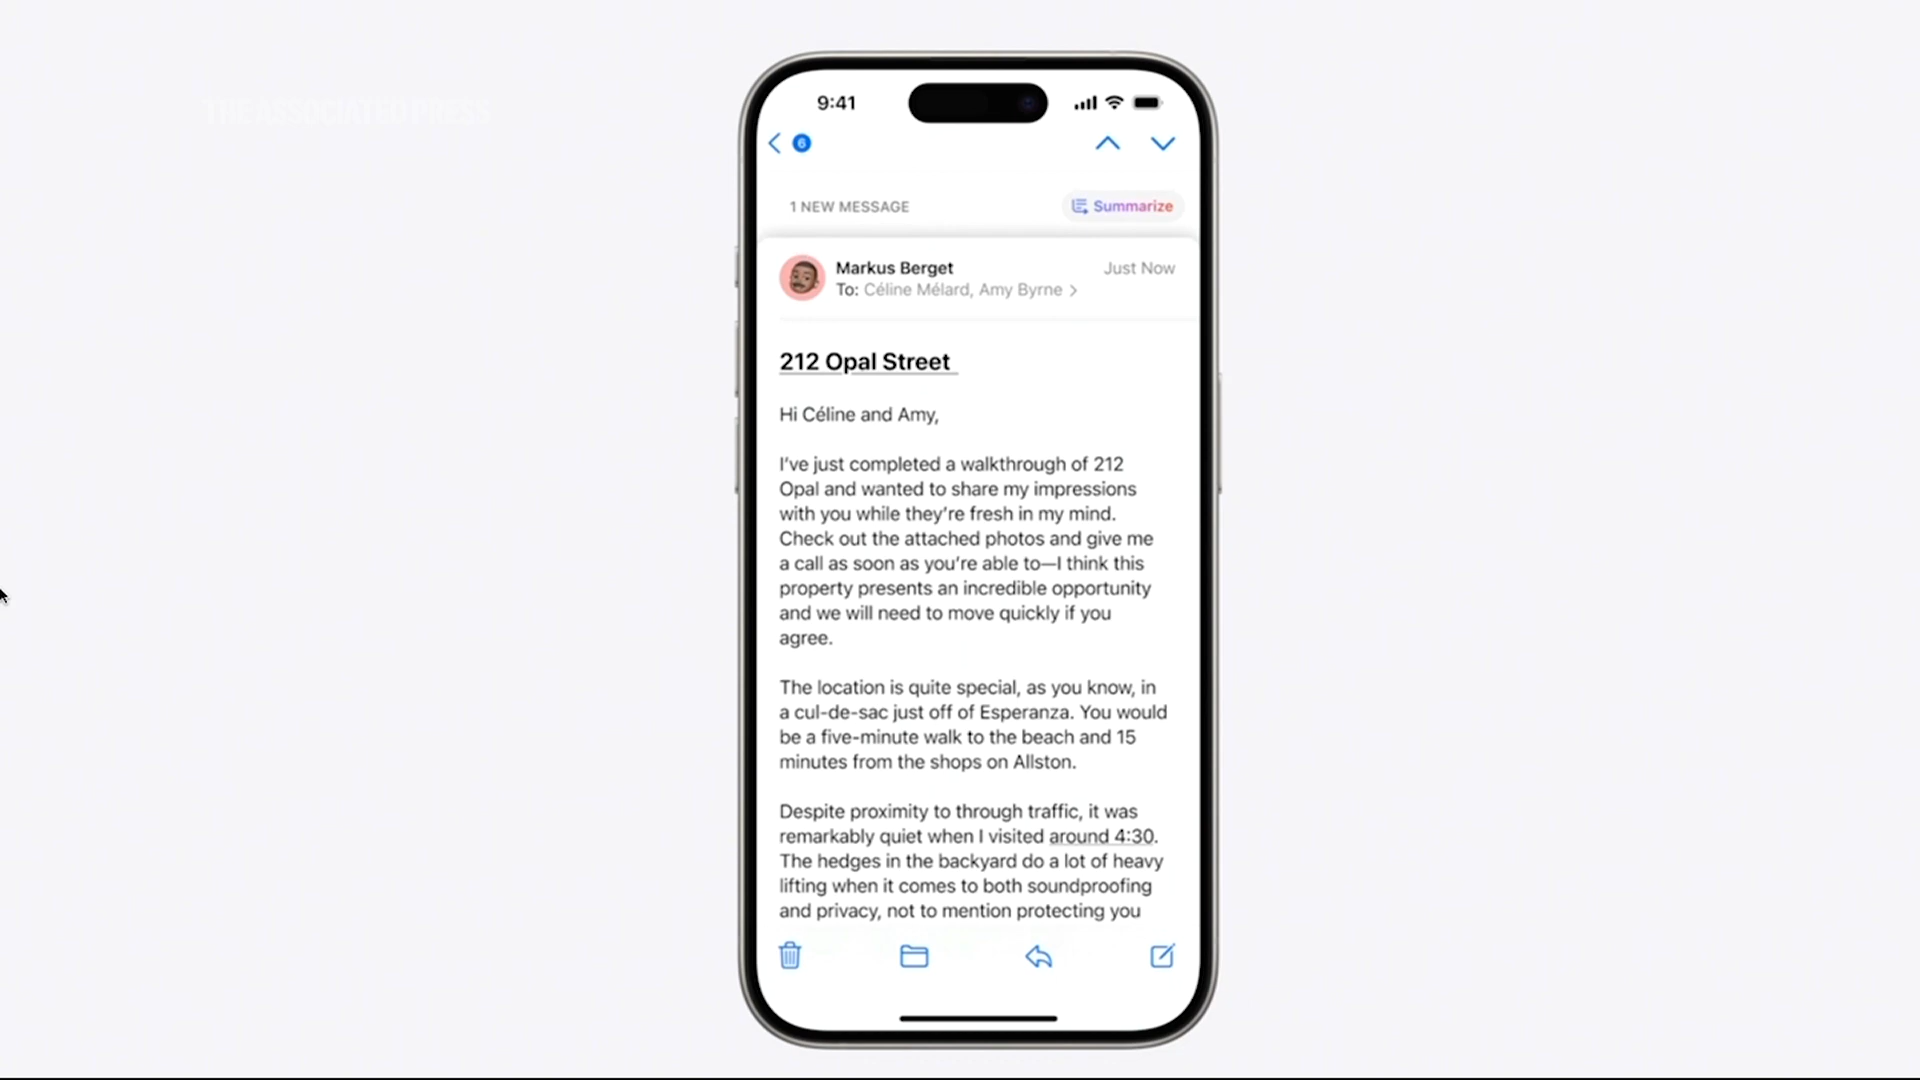 THE ASSOCIATED PRESS
9:41
6
1 NEW MESSAGE
Summarize
Markus Berget
Just Now
To: Céline Mélard, Amy Byrne
212 Opal Street
Hi Céline and Amy,
I’ve just completed a walkthrough of 212
Opal and wanted to share my impressions
with you while they’re fresh in my mind.
Check out the attached photos and give me
a call as soon as you’re able to—I think this
property presents an incredible opportunity
and we will need to move quickly if you
agree.
The location is quite special, as you know, in
a cul-de-sac just off of Esperanza. You would
be a five-minute walk to the beach and 15
minutes from the shops on Allston.
Despite proximity to through traffic, it was
remarkably quiet when I visited around 4:30.
The hedges in the backyard do a lot of heavy
lifting when it comes to both soundproofing
and privacy, not to mention protecting you